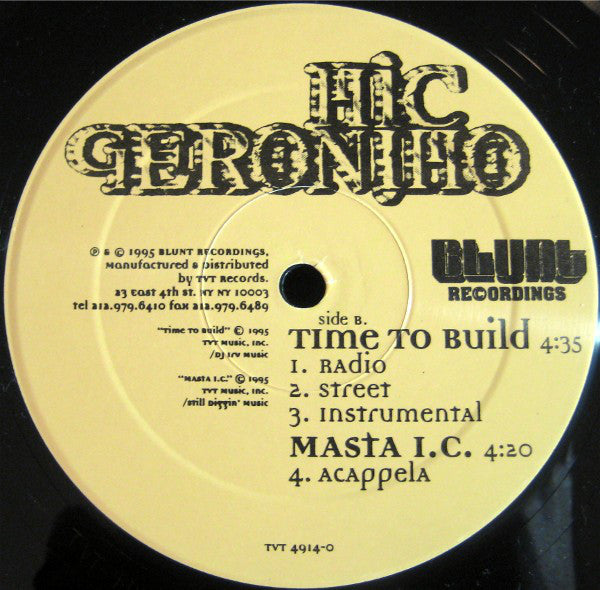 Mic
Geronimo
℗ & © 1995 Blunt Recordings,
Manufactured & Distributed
by TVT Records.
23 East 4th St. NY NY 10003
tel 212.979.6410 fax 212.979.6489
BLUNT
RECORDINGS
"Time to Build" © 1995
TVT Music, Inc.
/DJ Irv Music
"MASTA I.C." © 1995
TVT Music, Inc.
/Still Diggin' Music
side B.
Time to Build 4:35
1. Radio
2. Street
3. Instrumental
MASTA I.C. 4:20
4. Acappela
TVT 4914-0